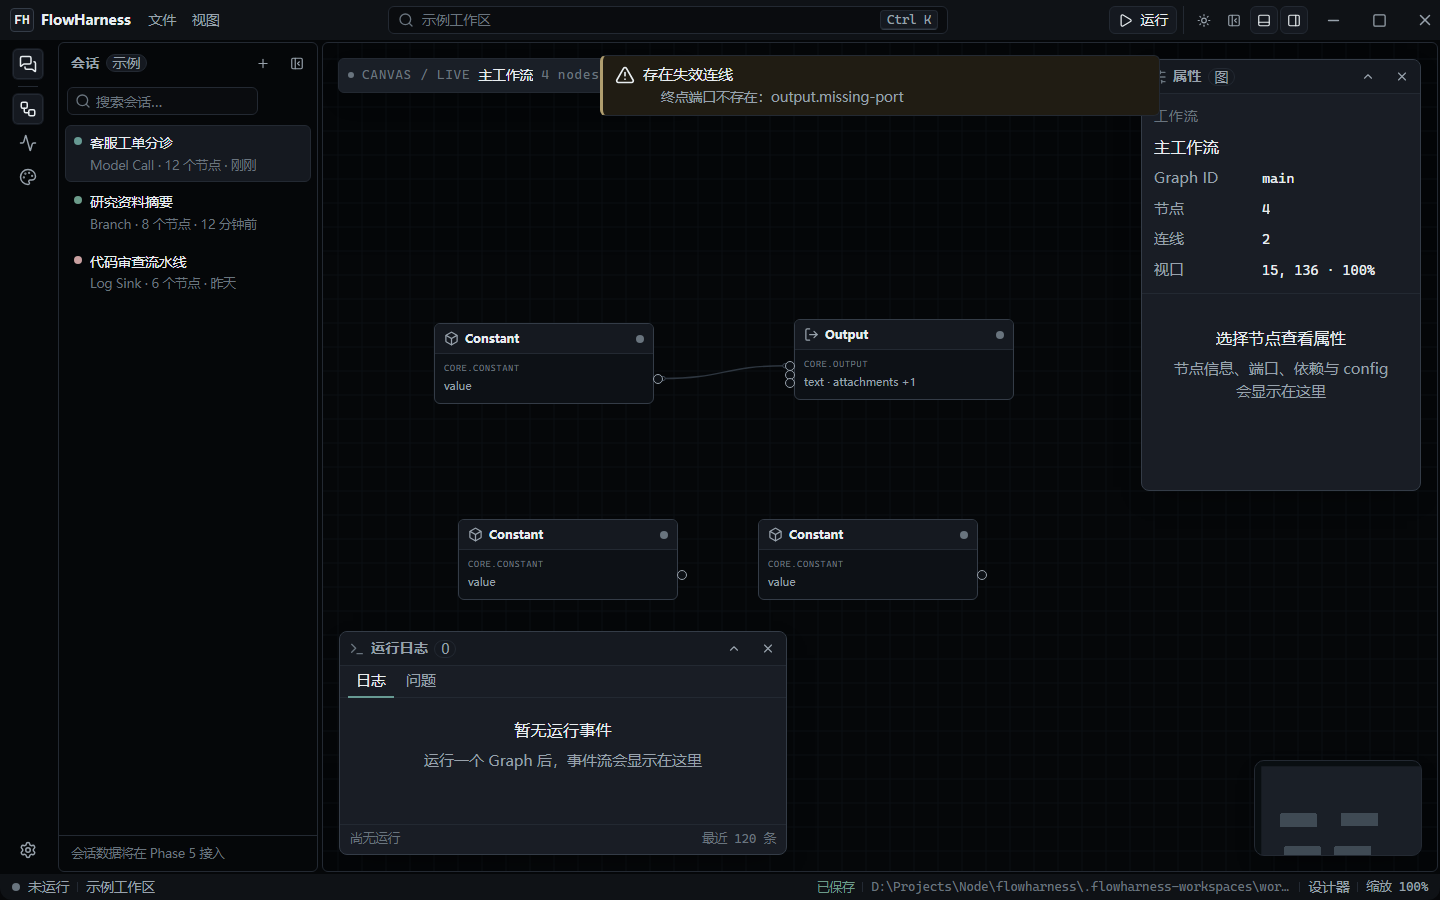 FH FlowHarness 文件 视图
示例工作区 Ctrl K
运行
会话 示例
搜索会话...
客服工单分诊
Model Call · 12 个节点 · 刚刚
研究资料摘要
Branch · 8 个节点 · 12 分钟前
代码审查流水线
Log Sink · 6 个节点 · 昨天
会话数据将在 Phase 5 接入
CANVAS / LIVE 主工作流 4 nodes
存在失效连线
终点端口不存在：output.missing-port
Constant
CORE.CONSTANT
value
Output
CORE.OUTPUT
text · attachments +1
Constant
CORE.CONSTANT
value
Constant
CORE.CONSTANT
value
运行日志 0
日志 问题
暂无运行事件
运行一个 Graph 后，事件流会显示在这里
尚无运行 最近 120 条
属性 图
工作流
主工作流
Graph ID main
节点 4
连线 2
视口 15, 136 · 100%
选择节点查看属性
节点信息、端口、依赖与 config
会显示在这里
未运行 示例工作区
已保存 D:\Projects\Node\flowharness\.flowharness-workspaces\wor… 设计器 缩放 100%